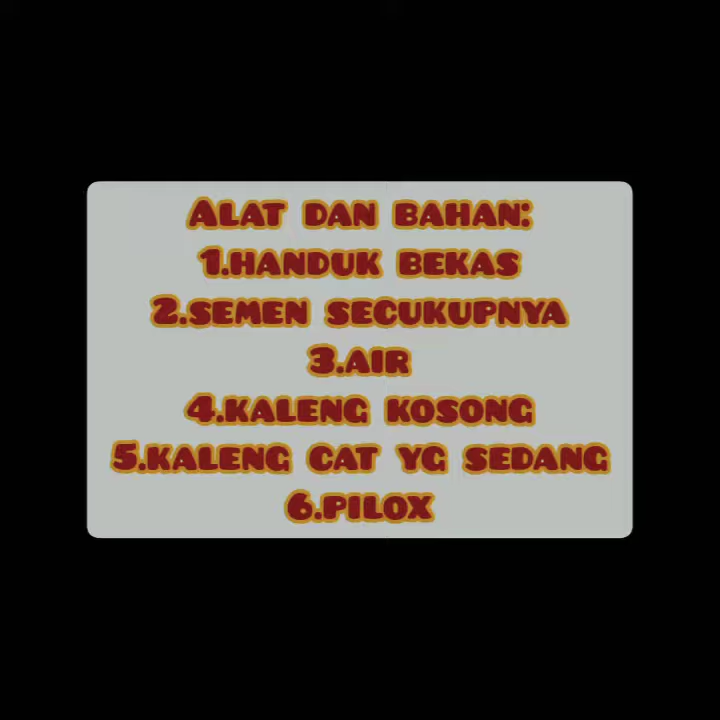 Alat dan bahan:
1.handuk bekas
2.semen secukupnya
3.air
4.kaleng kosong
5.kaleng cat yg sedang
6.pilox